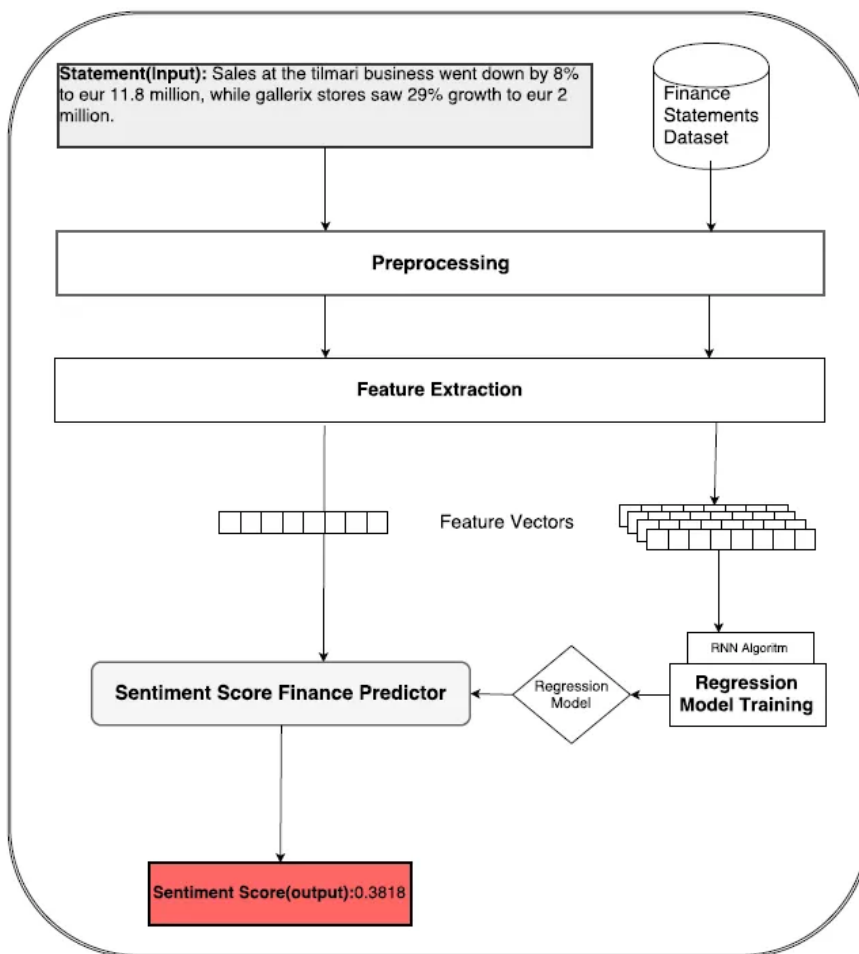 Statement(Input): Sales at the tilmari business went down by 8%
to eur 11.8 million, while gallerix stores saw 29% growth to eur 2
million.
Finance
Statements
Dataset
Preprocessing
Feature Extraction
Feature Vectors
RNN Algoritm
Regression
Model Training
Regression
Model
Sentiment Score Finance Predictor
Sentiment Score(output):0.3818